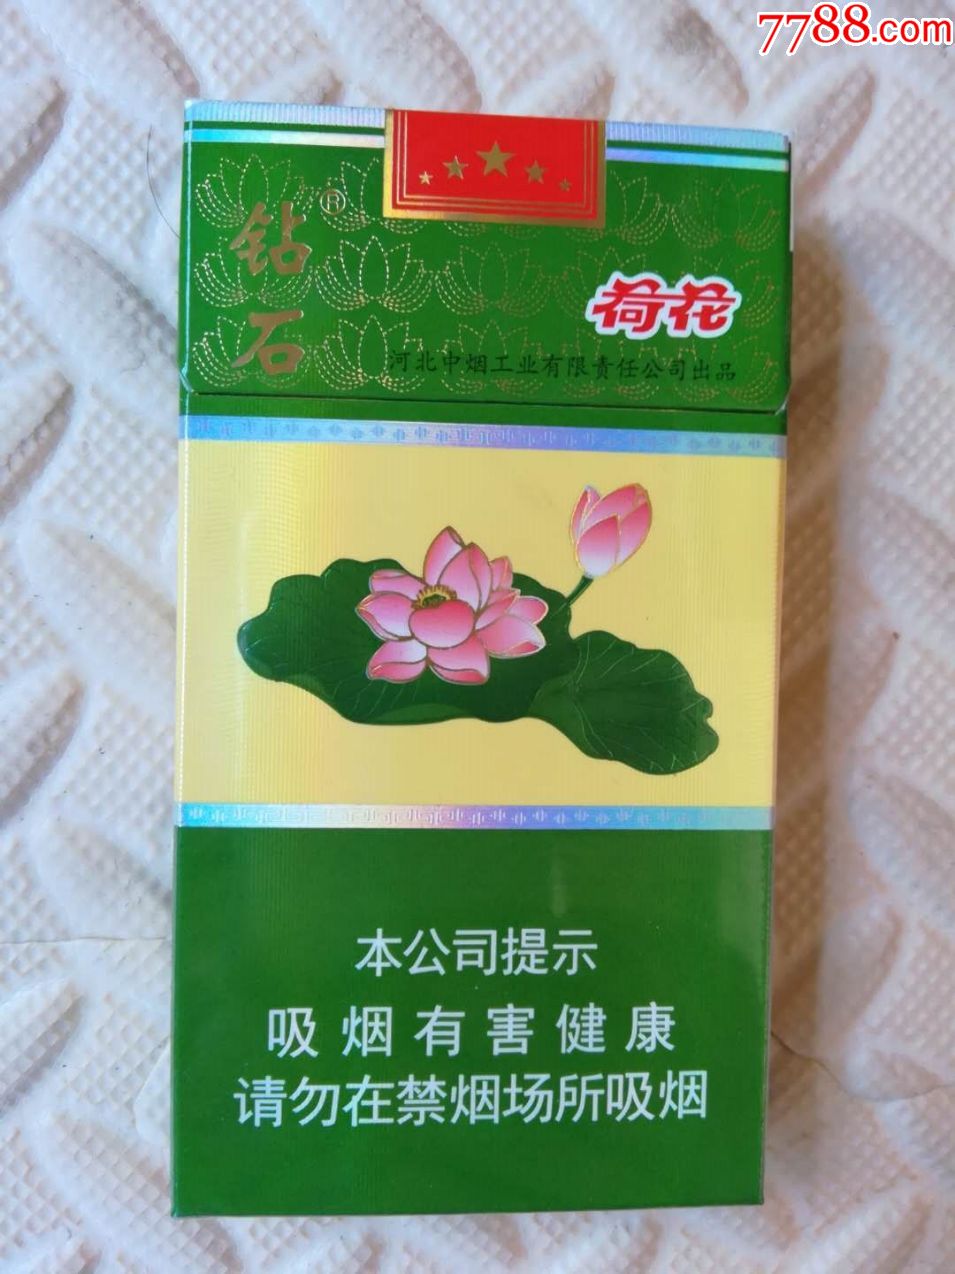 7788.com
钻石®
荷花
河北中烟工业有限责任公司出品
本公司提示
吸烟有害健康
请勿在禁烟场所吸烟